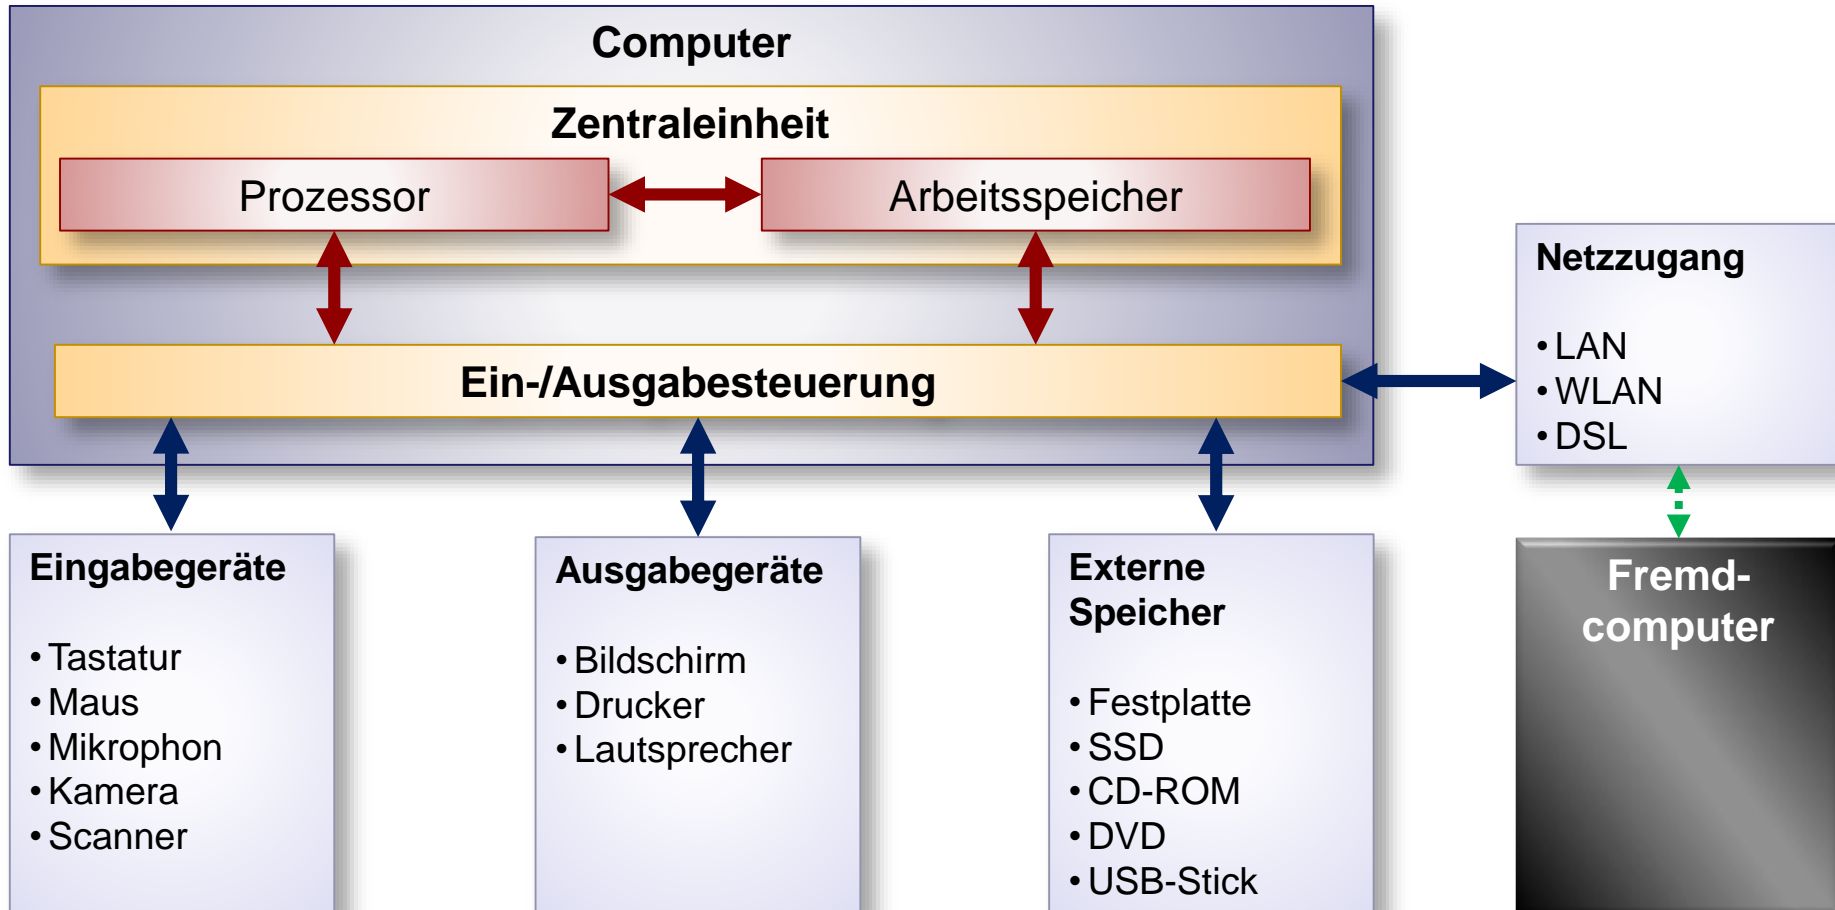 Computer
Zentraleinheit
Prozessor
Arbeitsspeicher
Ein-/Ausgabesteuerung
Netzzugang
• LAN
• WLAN
• DSL
Eingabegeräte
• Tastatur
• Maus
• Mikrophon
• Kamera
• Scanner
Ausgabegeräte
• Bildschirm
• Drucker
• Lautsprecher
Externe
Speicher
• Festplatte
• SSD
• CD-ROM
• DVD
• USB-Stick
Fremd-
computer